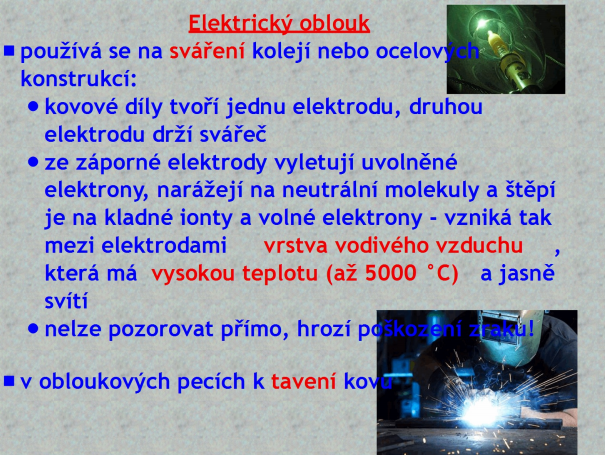 Elektrický oblouk
používá se na sváření kolejí nebo ocelových
konstrukcí:
kovové díly tvoří jednu elektrodu, druhou
elektrodu drží svářeč
ze záporné elektrody vyletují uvolněné
elektrony, narážejí na neutrální molekuly a štěpí
je na kladné ionty a volné elektrony - vzniká tak
mezi elektrodami vrstva vodivého vzduchu ,
která má vysokou teplotu (až 5000 °C) a jasně
svítí
nelze pozorovat přímo, hrozí poškození zraku!
v obloukových pecích k tavení kovů